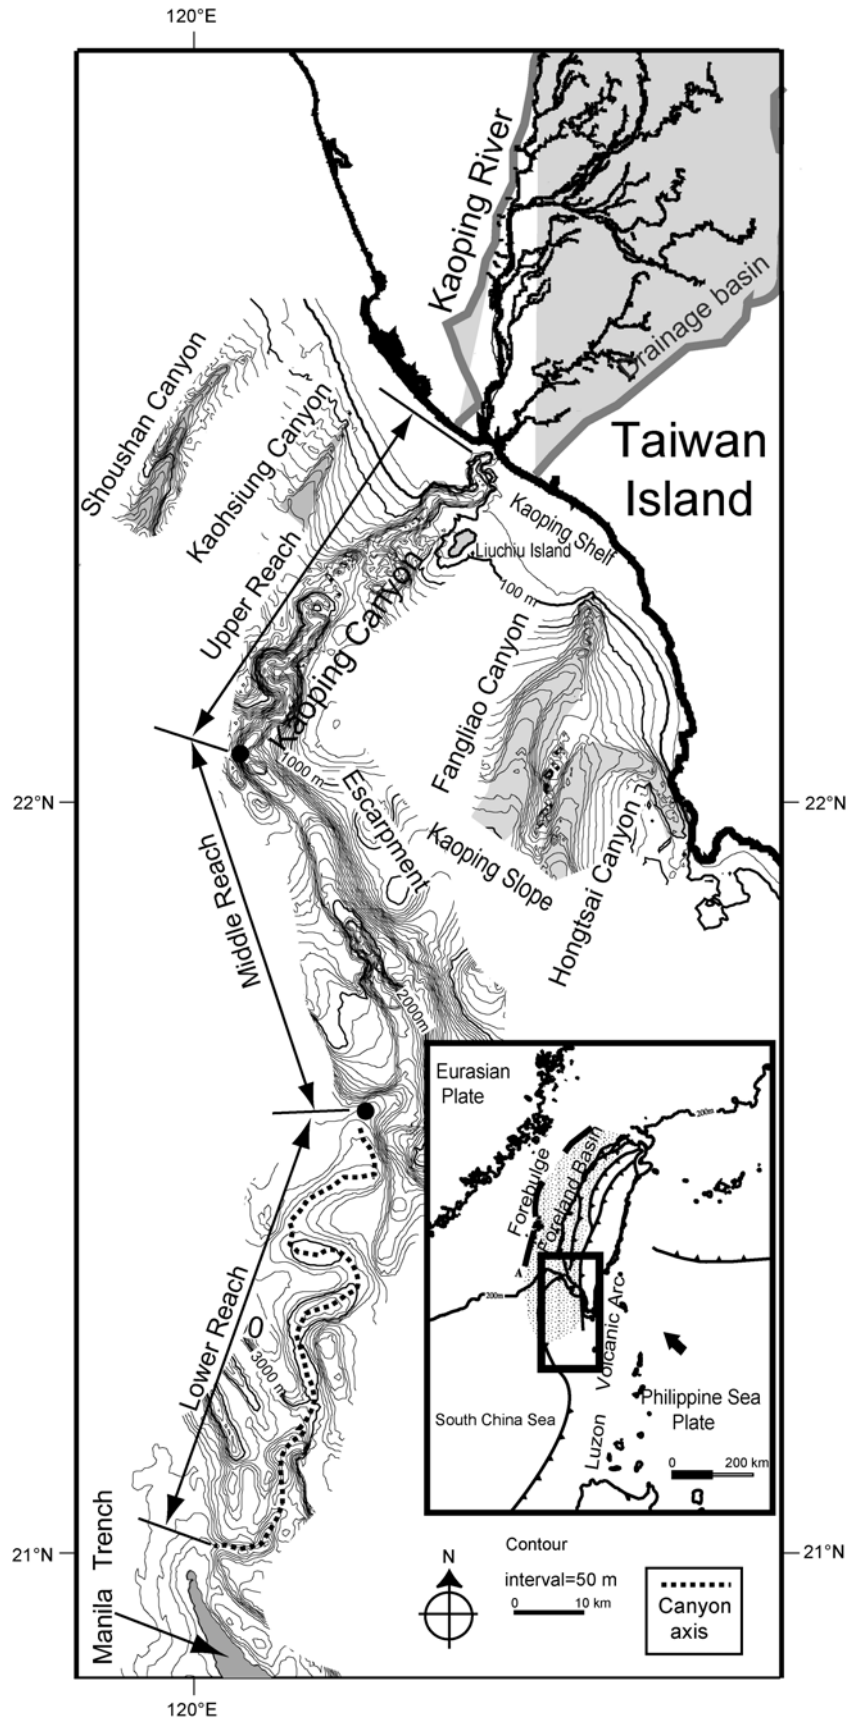 120°E
Kaoping River
Drainage basin
Shoushan Canyon
Kaohsiung Canyon
Taiwan
Island
Kaoping Shelf
Liuchiu Island
Upper Reach
Kaoping Canyon
100 m
Fangliao Canyon
1000 m
Escarpment
22°N
22°N
Kaoping Slope
Hongtsai Canyon
Middle Reach
2000m
Eurasian
Plate
200m
Forebulge
Foreland Basin
A
200m
Volcanic Arc
Lower Reach
3000 m
Philippine Sea
Plate
South China Sea
Luzon
0 200 km
Manila Trench
21°N
21°N
N
Contour
interval=50 m
0 10 km
Canyon
axis
120°E